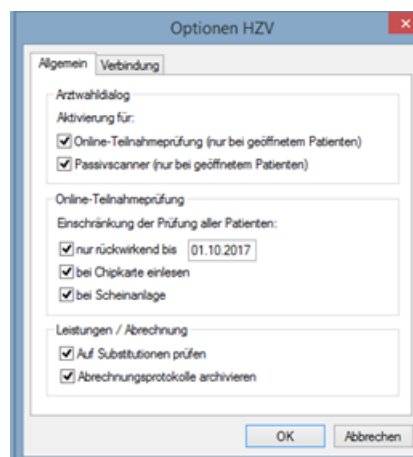 Optionen HZV
Allgemein Verbindung
Arztwahldialog
Aktivierung für:
Online-Teilnahmeprüfung (nur bei geöffnetem Patienten)
Passivscanner (nur bei geöffnetem Patienten)
Online-Teilnahmeprüfung
Einschränkung der Prüfung aller Patienten:
nur rückwirkend bis 01.10.2017
bei Chipkarte einlesen
bei Scheinanlage
Leistungen / Abrechnung
Auf Substitutionen prüfen
Abrechnungsprotokolle archivieren
OK Abbrechen